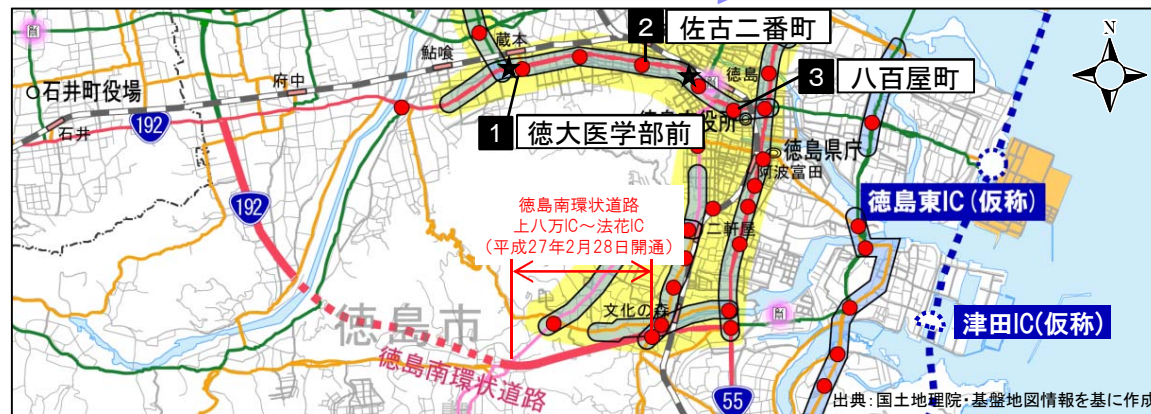 N
2 佐古二番町
蔵本
鮎喰
徳島
府中
石井町役場
3 八百屋町
192
石井
1 徳大医学部前
役所
徳島県庁
阿波富田
192
徳島南環状道路
上八万IC～法花IC
(平成27年2月28日開通)
二軒屋
徳島東IC(仮称)
文化の森
徳島市
津田IC(仮称)
徳島南環状道路
55
出典:国土地理院・基盤地図情報を基に作成